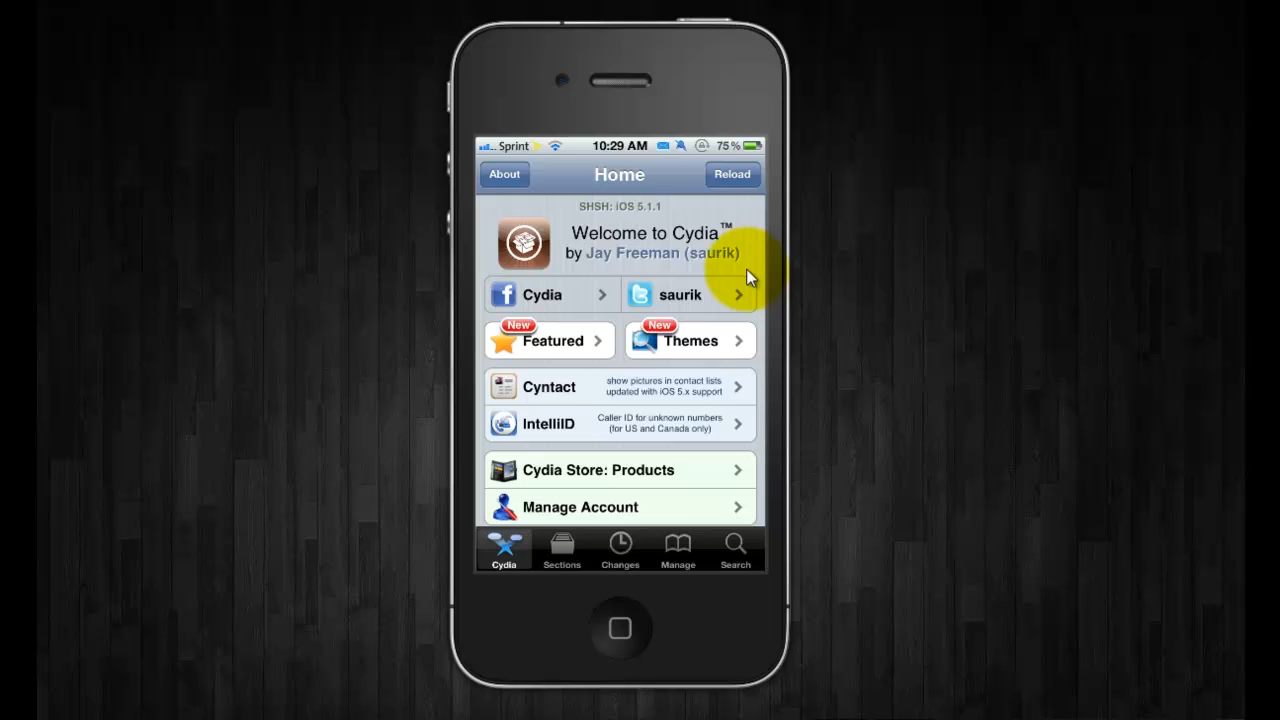 Sprint 10:29 AM 75%
About Home Reload
SHSH: iOS 5.1.1
Welcome to Cydia™
by Jay Freeman (saurik)
f Cydia saurik
New New
Featured Themes
Cyntact show pictures in contact lists
updated with iOS 5.x support
IntelliID Caller ID for unknown numbers
(for US and Canada only)
Cydia Store: Products
Manage Account
Cydia Sections Changes Manage Search